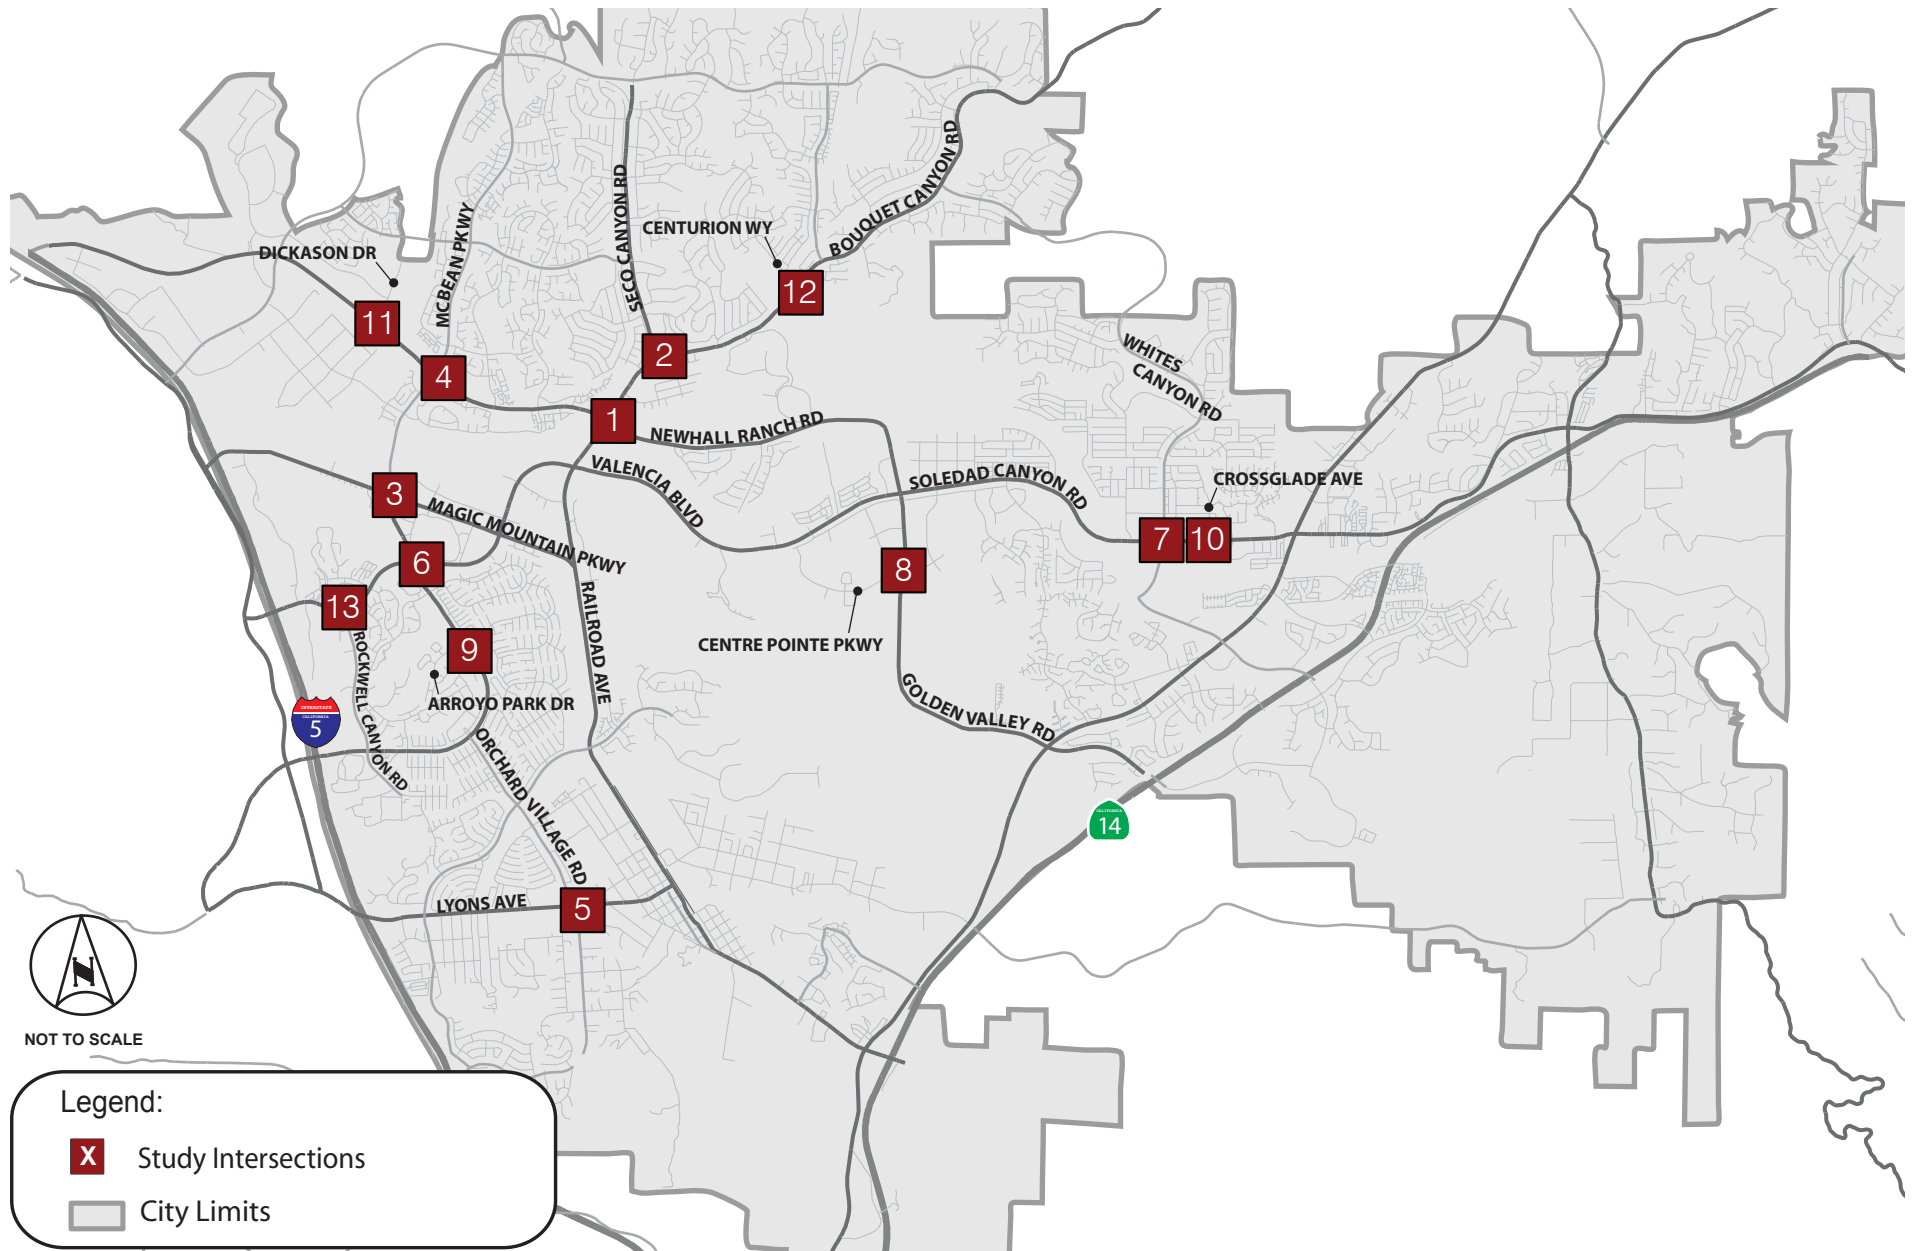 MCBEAN PKWY
SECO CANYON RD
BOUQUET CANYON RD
CENTURION WY
DICKASON DR
12
11
2
4
1
WHITES
CANYON RD
NEWHALL RANCH RD
VALENCIA BLVD
SOLEDAD CANYON RD
CROSSGLADE AVE
3
MAGIC MOUNTAIN PKWY
7
10
6
8
13
RAILROAD AVE
CENTRE POINTE PKWY
9
ROCKWELL CANYON RD
ARROYO PARK DR
INTERSTATE
CALIFORNIA
5
GOLDEN VALLEY RD
ORCHARD VILLAGE RD
CALIFORNIA
14
LYONS AVE
5
N
NOT TO SCALE
Legend:
X Study Intersections
City Limits